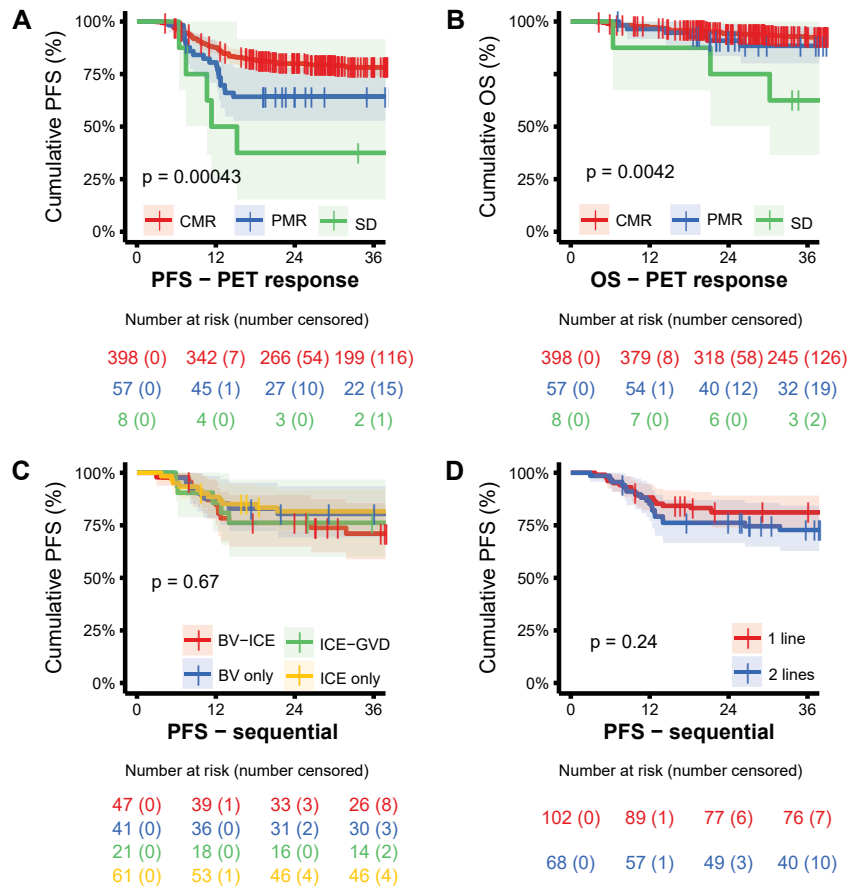 A
Cumulative PFS (%)
100%
75%
50%
25%
0%
p = 0.00043
CMR PMR SD
0 12 24 36
PFS − PET response
Number at risk (number censored)
398 (0) 342 (7) 266 (54) 199 (116)
57 (0) 45 (1) 27 (10) 22 (15)
8 (0) 4 (0) 3 (0) 2 (1)
B
Cumulative OS (%)
100%
75%
50%
25%
0%
p = 0.0042
CMR PMR SD
0 12 24 36
OS − PET response
Number at risk (number censored)
398 (0) 379 (8) 318 (58) 245 (126)
57 (0) 54 (1) 40 (12) 32 (19)
8 (0) 7 (0) 6 (0) 3 (2)
C
Cumulative PFS (%)
100%
75%
50%
25%
0%
p = 0.67
BV−ICE ICE−GVD
BV only ICE only
0 12 24 36
PFS − sequential
Number at risk (number censored)
47 (0) 39 (1) 33 (3) 26 (8)
41 (0) 36 (0) 31 (2) 30 (3)
21 (0) 18 (0) 16 (0) 14 (2)
61 (0) 53 (1) 46 (4) 46 (4)
D
Cumulative PFS (%)
100%
75%
50%
25%
0%
p = 0.24
1 line
2 lines
0 12 24 36
PFS − sequential
Number at risk (number censored)
102 (0) 89 (1) 77 (6) 76 (7)
68 (0) 57 (1) 49 (3) 40 (10)